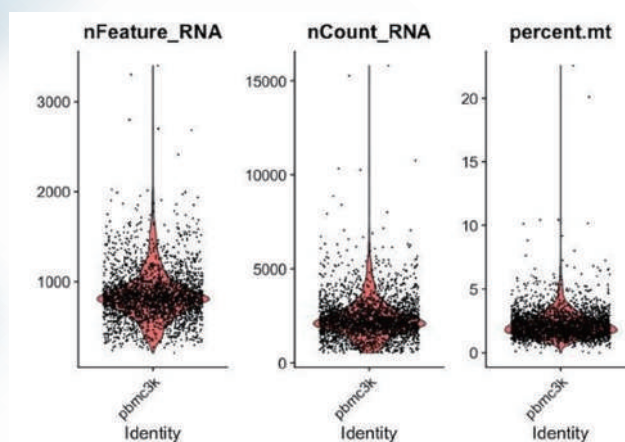 nFeature_RNA
nCount_RNA
percent.mt
3000
2000
1000
15000
10000
5000
0
20
15
10
5
0
pbmc3k
pbmc3k
pbmc3k
Identity
Identity
Identity